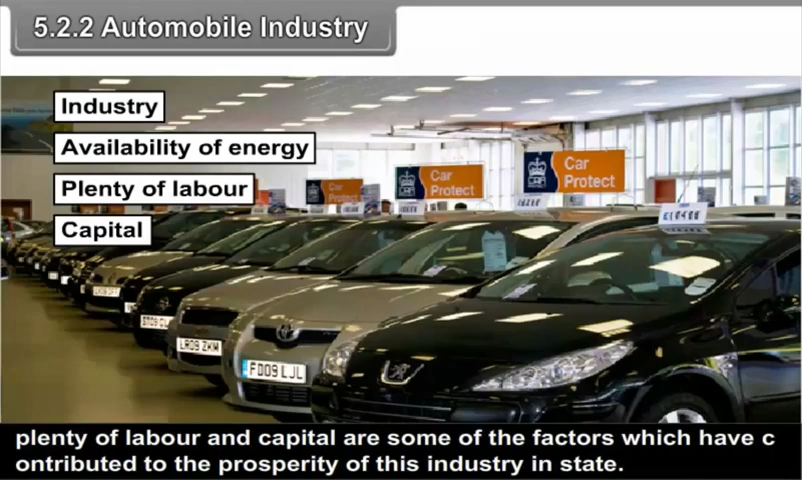 5.2.2 Automobile Industry
Industry
Availability of energy
Plenty of labour
Capital
Car
Protect
Car
Protect
Car
Protect
LR09 ZKM
FD09 LJL
plenty of labour and capital are some of the factors which have c
ontributed to the prosperity of this industry in state.